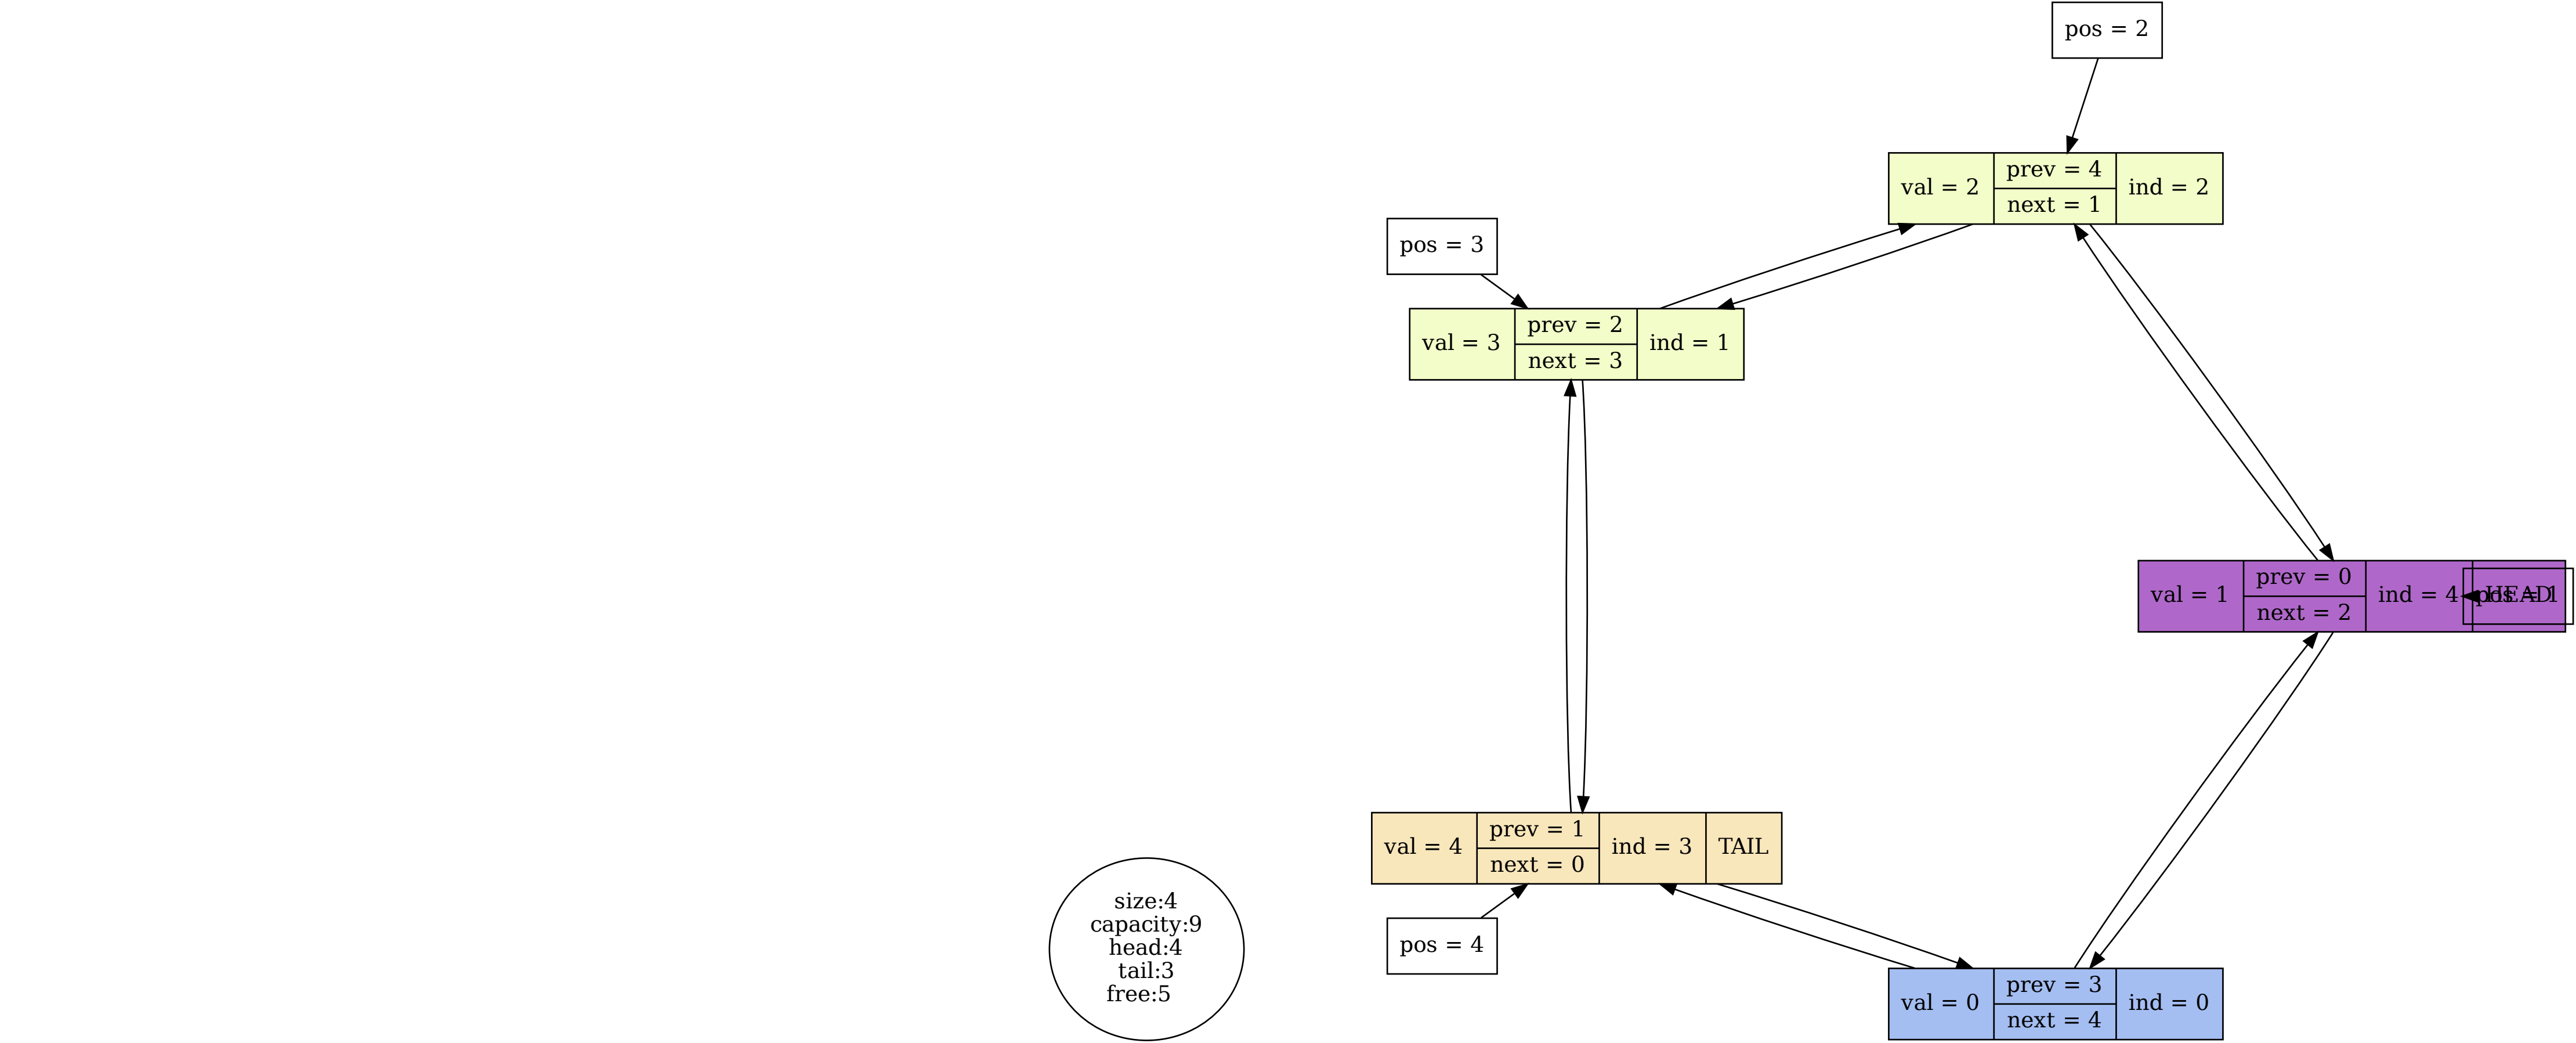 pos = 2
val = 2
prev = 4
next = 1
ind = 2
pos = 3
val = 3
prev = 2
next = 3
ind = 1
val = 1
prev = 0
next = 2
ind = 4
HEAD
pos = 1
val = 4
prev = 1
next = 0
ind = 3
TAIL
pos = 4
size:4
capacity:9
head:4
tail:3
free:5
val = 0
prev = 3
next = 4
ind = 0